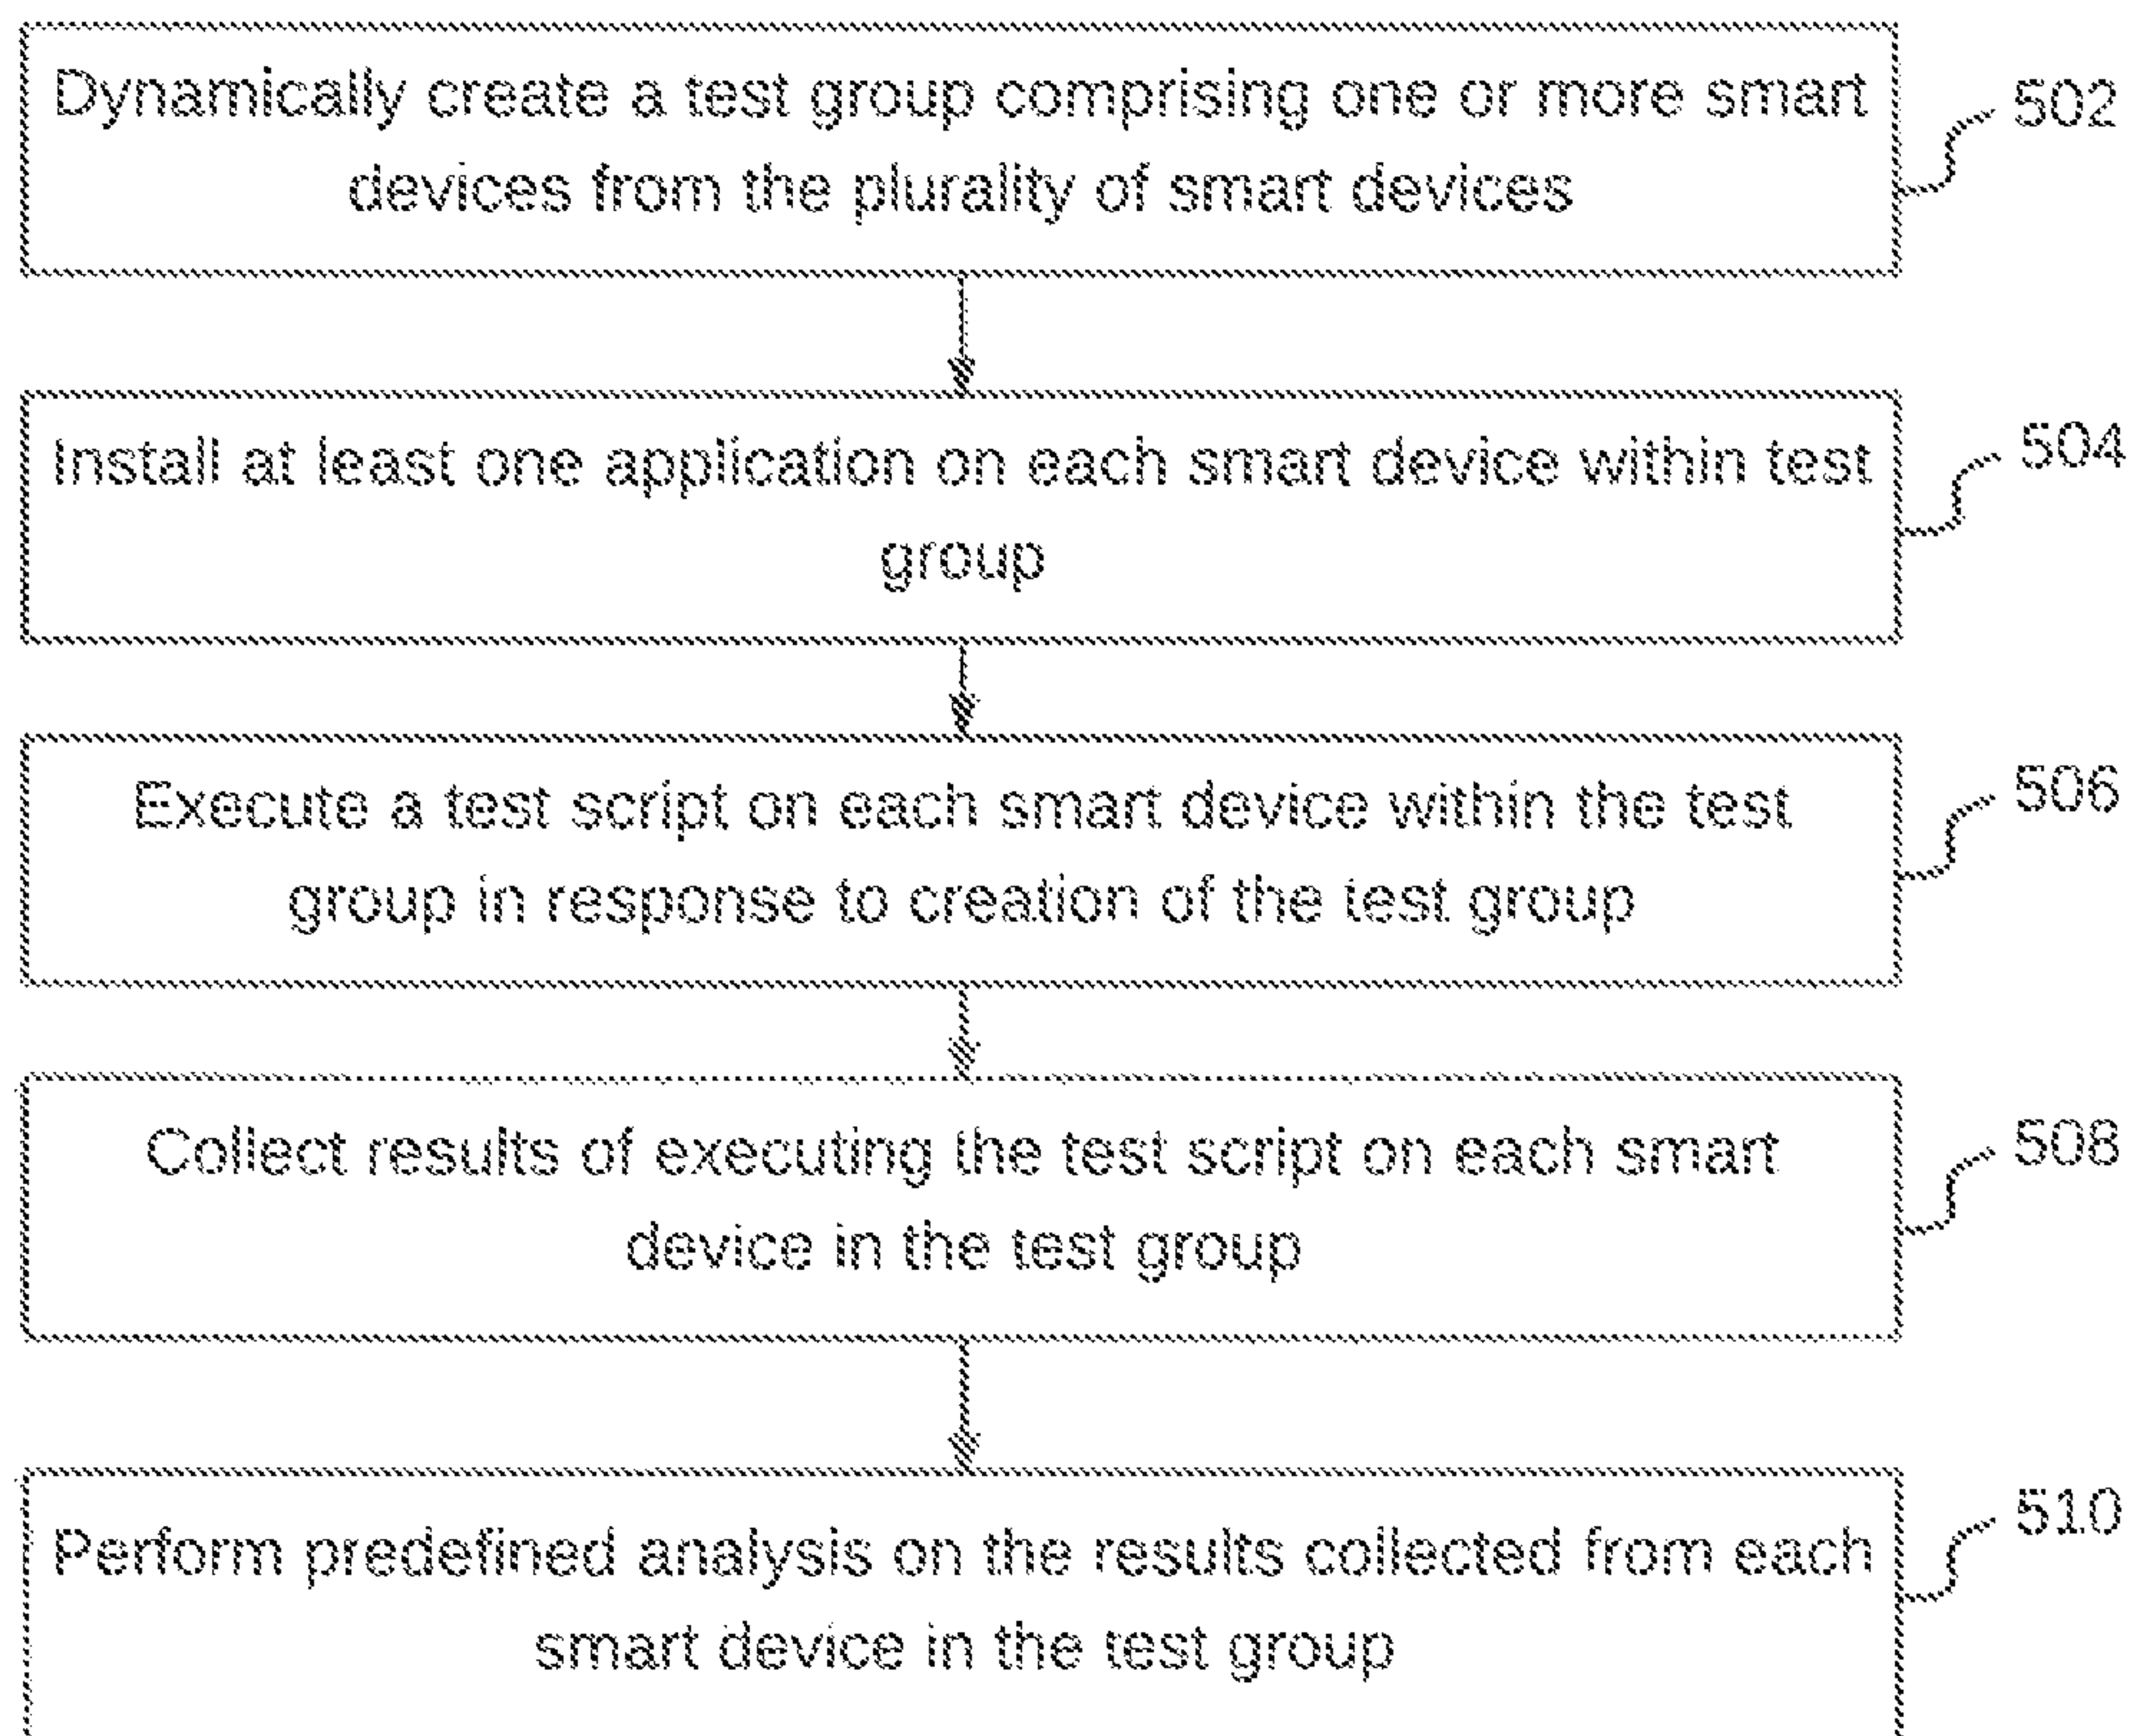 Dynamically create a test group comprising one or more smart
devices from the plurality of smart devices
502
Install at least one application on each smart device within test
group
504
Execute a test script on each smart device within the test
group in response to creation of the test group
506
Collect results of executing the test script on each smart
device in the test group
508
Perform predefined analysis on the results collected from each
smart device in the test group
510